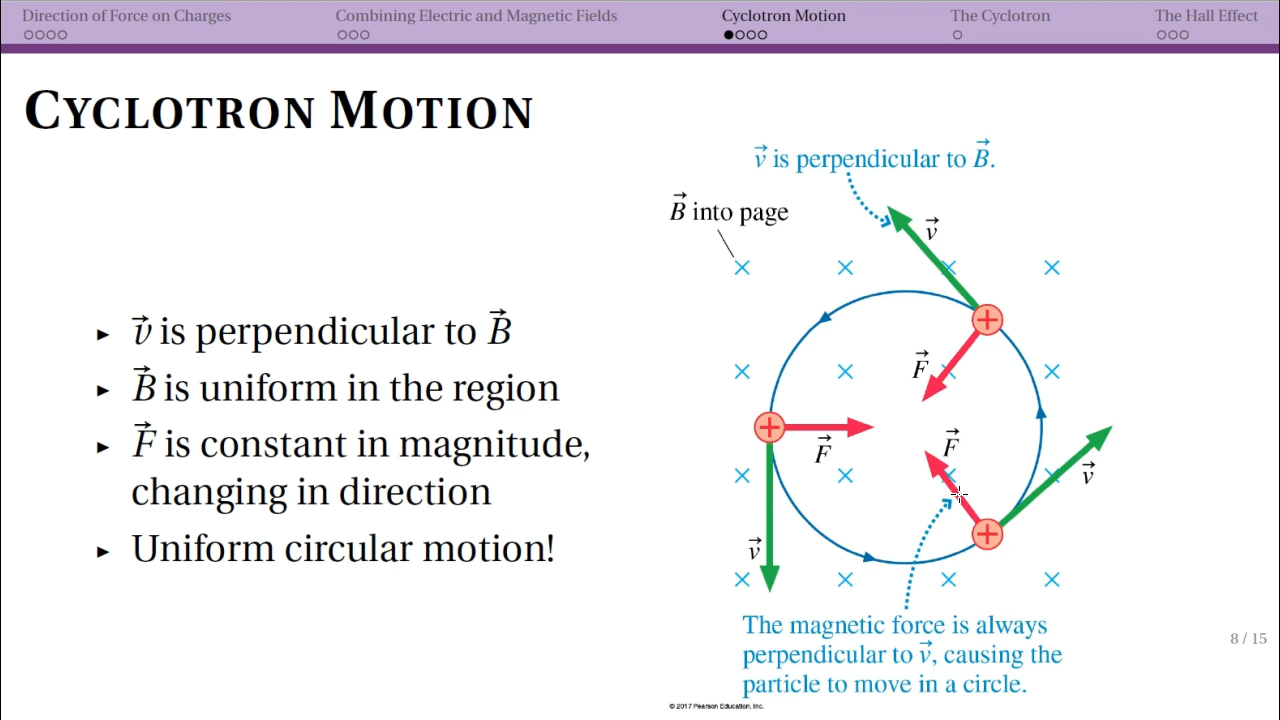 Direction of Force on Charges
Combining Electric and Magnetic Fields
Cyclotron Motion
The Cyclotron
The Hall Effect
CYCLOTRON MOTION
▸ v⃗ is perpendicular to B⃗
▸ B⃗ is uniform in the region
▸ F⃗ is constant in magnitude,
changing in direction
▸ Uniform circular motion!
v⃗ is perpendicular to B⃗.
B⃗ into page
v⃗
F⃗
F⃗
F⃗
v⃗
v⃗
The magnetic force is always
perpendicular to v⃗, causing the
particle to move in a circle.
© 2017 Pearson Education, Inc.
8 / 15